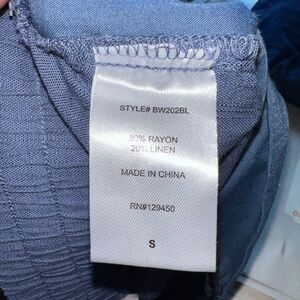 STYLE# BW202BL
80% RAYON
20% LINEN
MADE IN CHINA
RN#129450
S